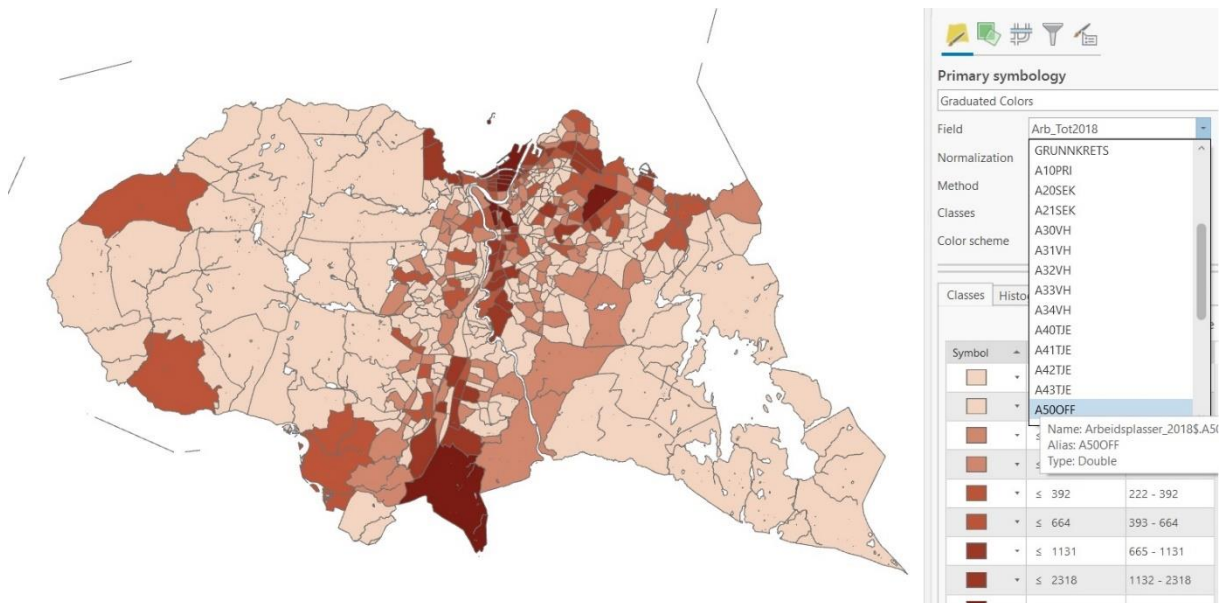 Primary symbology
Graduated Colors
Field Arb_Tot2018
Normalization
Method
Classes
Color scheme
GRUNNKRETS
A10PRI
A20SEK
A21SEK
A30VH
A31VH
A32VH
A33VH
A34VH
A40TJE
A41TJE
A42TJE
A43TJE
A50OFF
Classes Histo
Symbol
Name: Arbeidsplasser_2018$.A50
Alias: A50OFF
Type: Double
≤ 392 222 - 392
≤ 664 393 - 664
≤ 1131 665 - 1131
≤ 2318 1132 - 2318